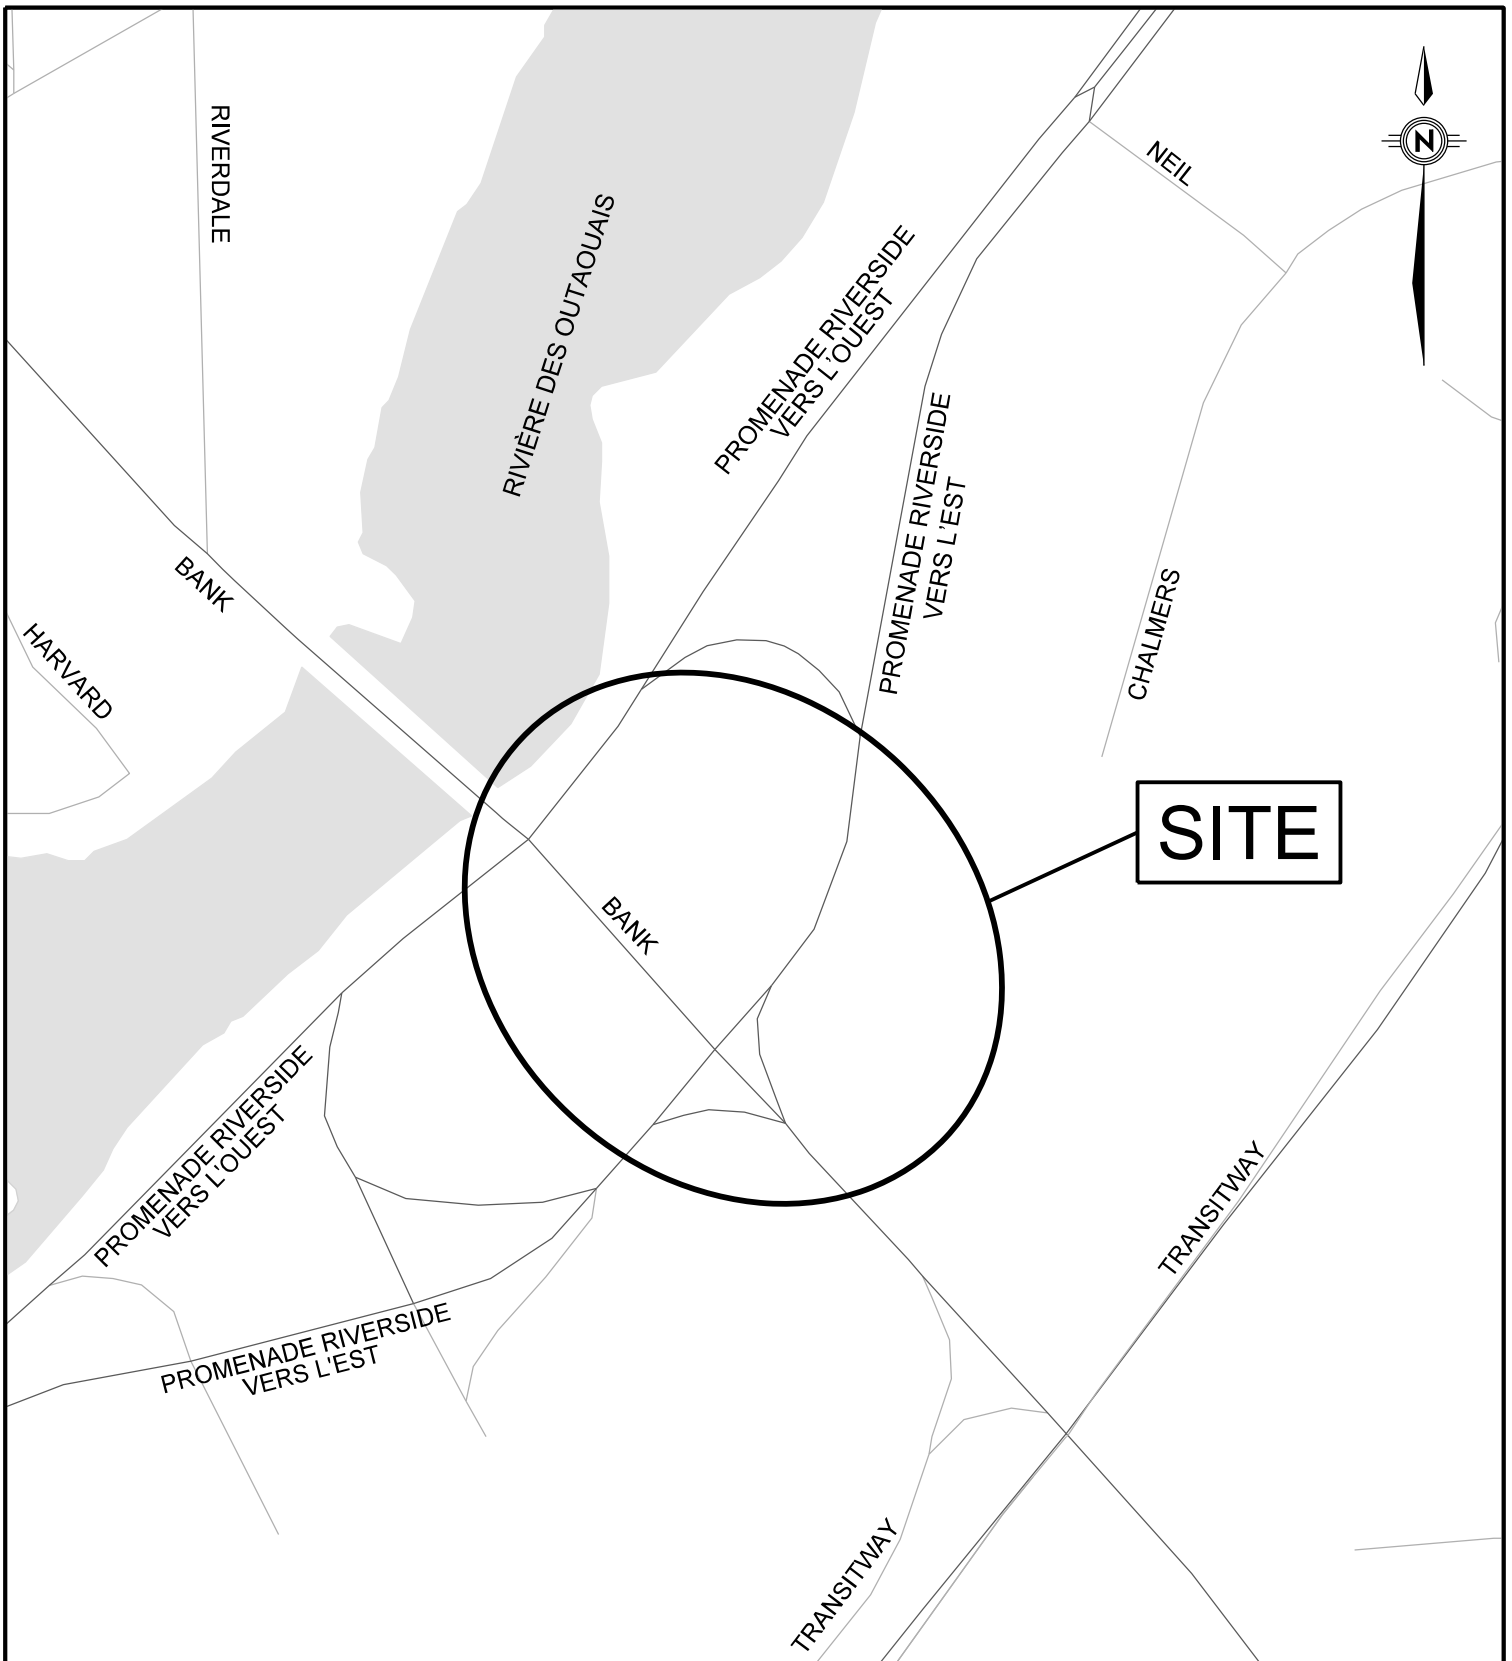 RIVERDALE
N
NEIL
RIVIÈRE DES OUTAOUAIS
PROMENADE RIVERSIDE
VERS L'OUEST
PROMENADE RIVERSIDE
VERS L'EST
BANK
HARVARD
CHALMERS
SITE
BANK
PROMENADE RIVERSIDE
VERS L'OUEST
TRANSITWAY
PROMENADE RIVERSIDE
VERS L'EST
TRANSITWAY